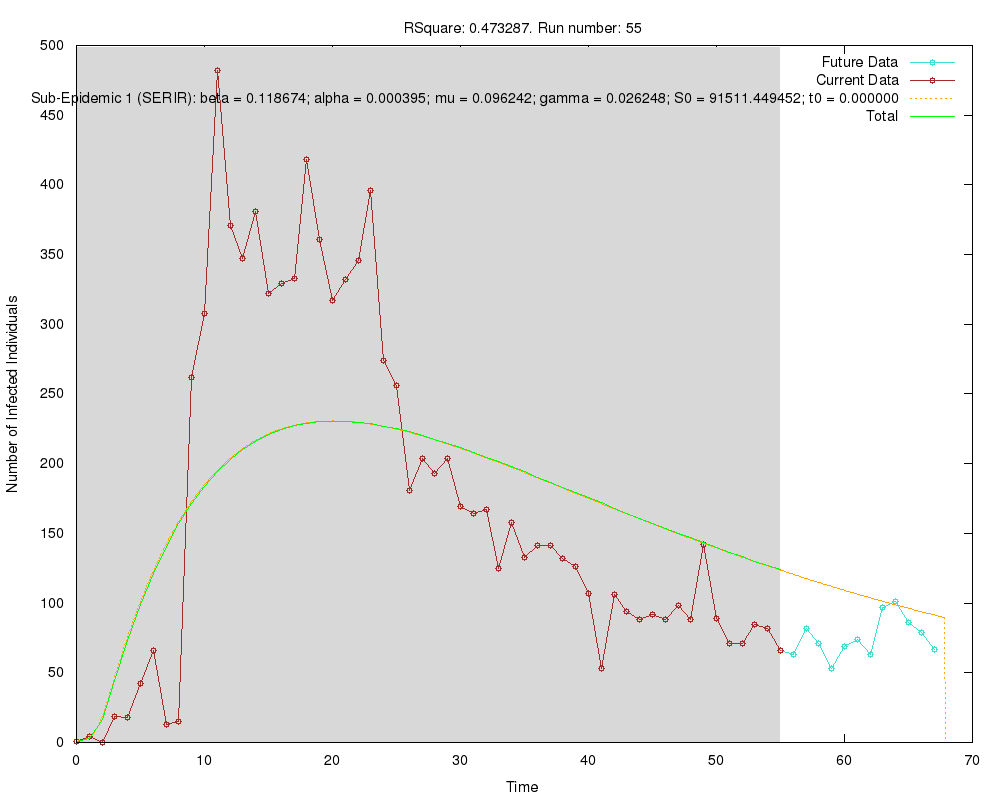 RSquare: 0.473287. Run number: 55
500
450
400
350
300
250
200
150
100
50
0
Number of Infected Individuals
Future Data
Current Data
Sub-Epidemic 1 (SERIR): beta = 0.118674; alpha = 0.000395; mu = 0.096242; gamma = 0.026248; S0 = 91511.449452; t0 = 0.000000
Total
0 10 20 30 40 50 60 70
Time